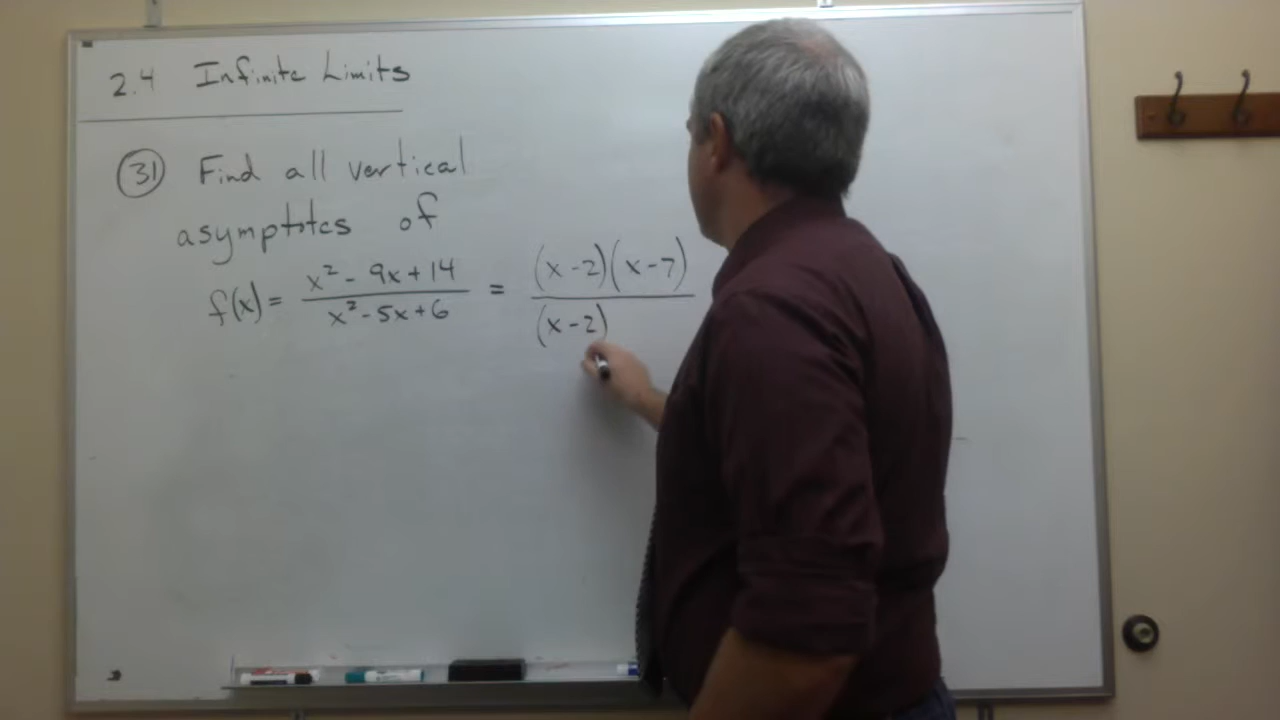 2.4 Infinite Limits
(31) Find all vertical
asymptotes of
f(x) = (x² - 9x + 14)/(x² - 5x + 6) = ((x - 2)(x - 7))/((x - 2)